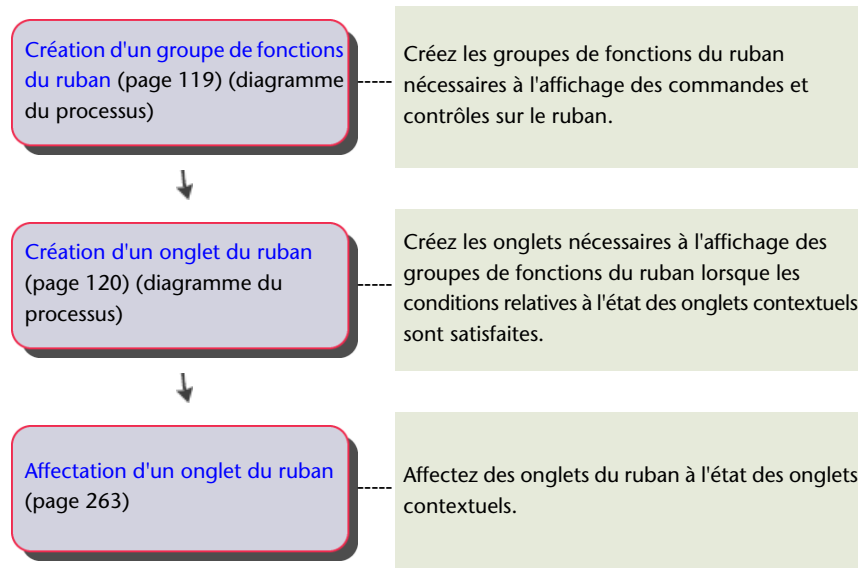 Création d'un groupe de fonctions
du ruban (page 119) (diagramme
du processus)
Créez les groupes de fonctions du ruban
nécessaires à l'affichage des commandes et
contrôles sur le ruban.
Création d'un onglet du ruban
(page 120) (diagramme du
processus)
Créez les onglets nécessaires à l'affichage des
groupes de fonctions du ruban lorsque les
conditions relatives à l'état des onglets contextuels
sont satisfaites.
Affectation d'un onglet du ruban
(page 263)
Affectez des onglets du ruban à l'état des onglets
contextuels.